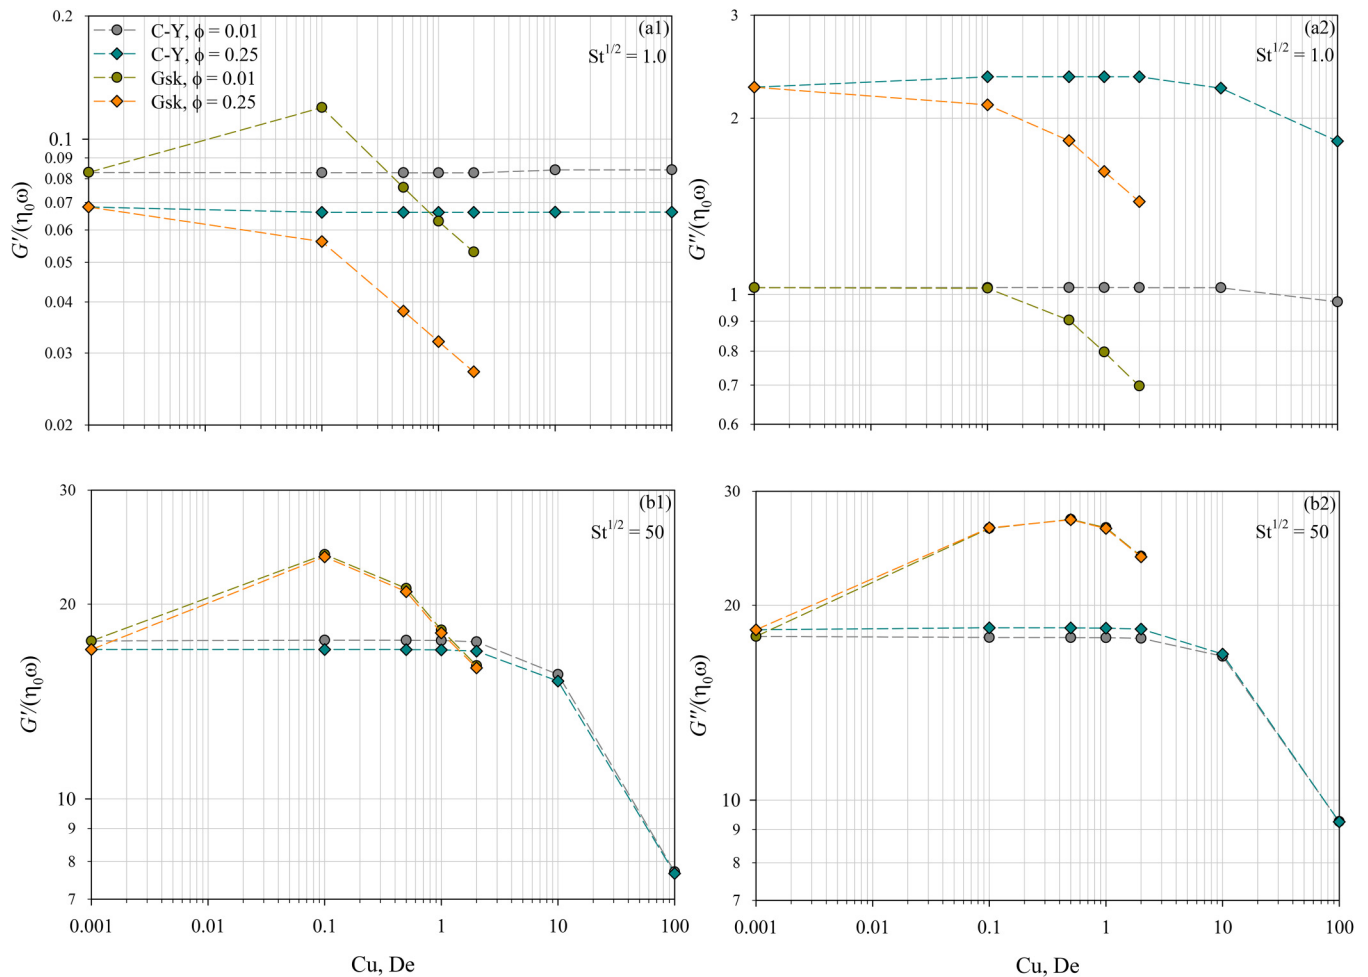 0.2
0.1
0.09
0.08
0.07
0.06
0.05
0.04
0.03
0.02
G′/(η₀ω)
C-Y, ϕ = 0.01
C-Y, ϕ = 0.25
Gsk, ϕ = 0.01
Gsk, ϕ = 0.25
(a1)
St^1/2 = 1.0
3
2
1
0.9
0.8
0.7
0.6
G″/(η₀ω)
(a2)
St^1/2 = 1.0
30
20
10
9
8
7
G′/(η₀ω)
(b1)
St^1/2 = 50
0.001 0.01 0.1 1 10 100
Cu, De
30
20
10
9
8
7
G″/(η₀ω)
(b2)
St^1/2 = 50
0.001 0.01 0.1 1 10 100
Cu, De